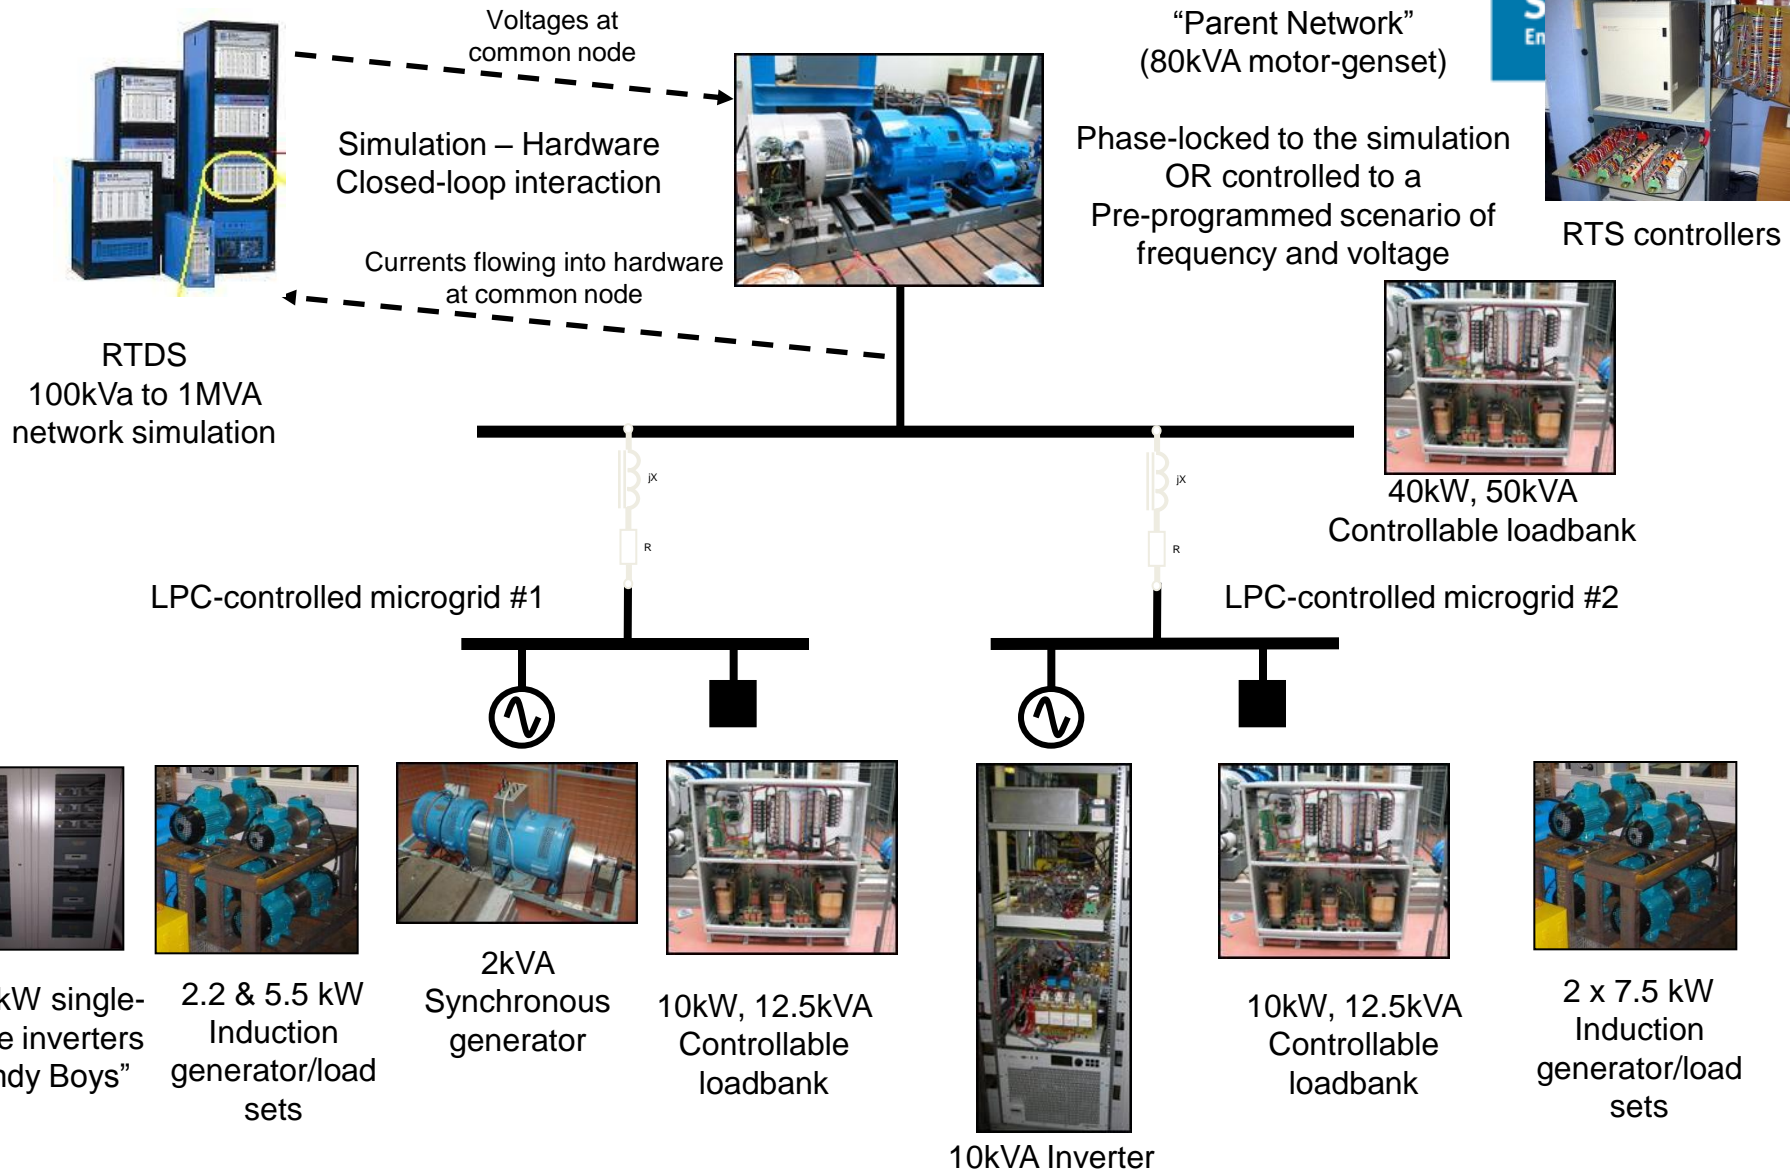 Voltages at
common node
“Parent Network”
(80kVA motor-genset)
Simulation – Hardware
Closed-loop interaction
Phase-locked to the simulation
OR controlled to a
Pre-programmed scenario of
frequency and voltage
RTS controllers
Currents flowing into hardware
at common node
RTDS
100kVa to 1MVA
network simulation
40kW, 50kVA
Controllable loadbank
jX
R
jX
R
LPC-controlled microgrid #1
LPC-controlled microgrid #2
kW single-
inverters
Boys”
2.2 & 5.5 kW
Induction
generator/load
sets
2kVA
Synchronous
generator
10kW, 12.5kVA
Controllable
loadbank
10kVA Inverter
10kW, 12.5kVA
Controllable
loadbank
2 x 7.5 kW
Induction
generator/load
sets